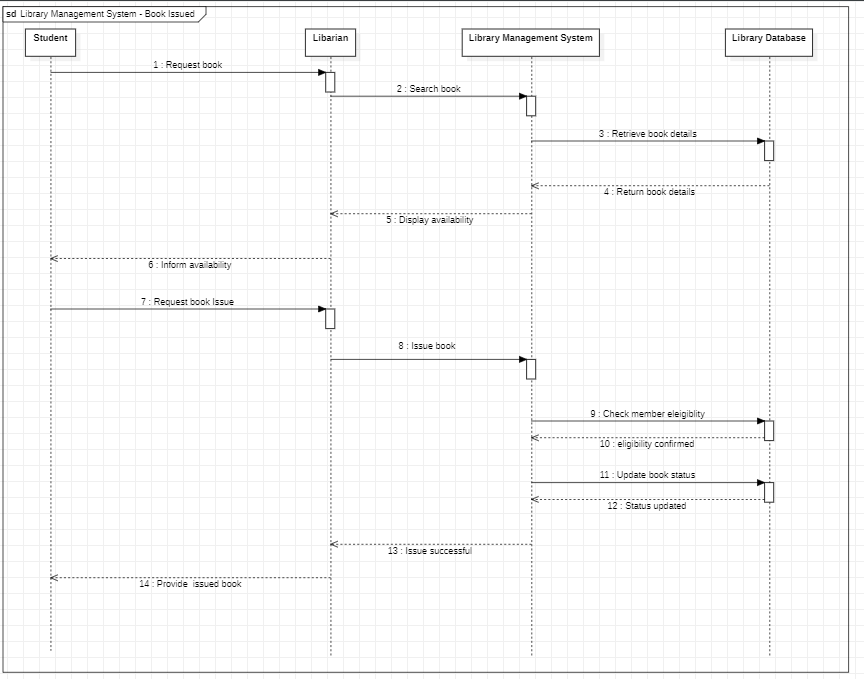 sd Library Management System - Book Issued
Student
Libarian
Library Management System
Library Database
1 : Request book
2 : Search book
3 : Retrieve book details
4 : Return book details
5 : Display availability
6 : Inform availability
7 : Request book Issue
8 : Issue book
9 : Check member eleigiblity
10 : eligibility confirmed
11 : Update book status
12 : Status updated
13 : Issue successful
14 : Provide issued book